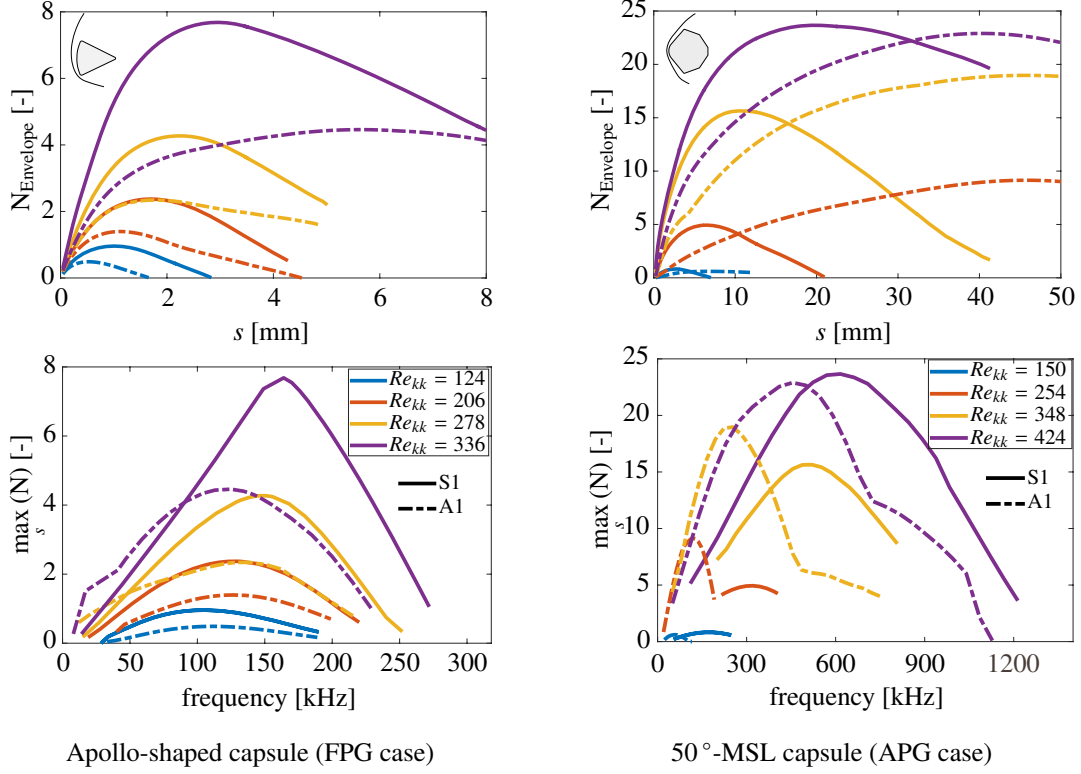 8
6
4
2
0
0
2
4
6
8
N_Envelope [-]
s [mm]
25
20
15
10
5
0
0
10
20
30
40
50
N_Envelope [-]
s [mm]
8
6
4
2
0
0
50
100
150
200
250
300
max (N) [-]
s
frequency [kHz]
Re_kk = 124
Re_kk = 206
Re_kk = 278
Re_kk = 336
S1
A1
25
20
15
10
5
0
0
300
600
900
1200
max (N) [-]
s
frequency [kHz]
Re_kk = 150
Re_kk = 254
Re_kk = 348
Re_kk = 424
S1
A1
Apollo-shaped capsule (FPG case)
50 °-MSL capsule (APG case)